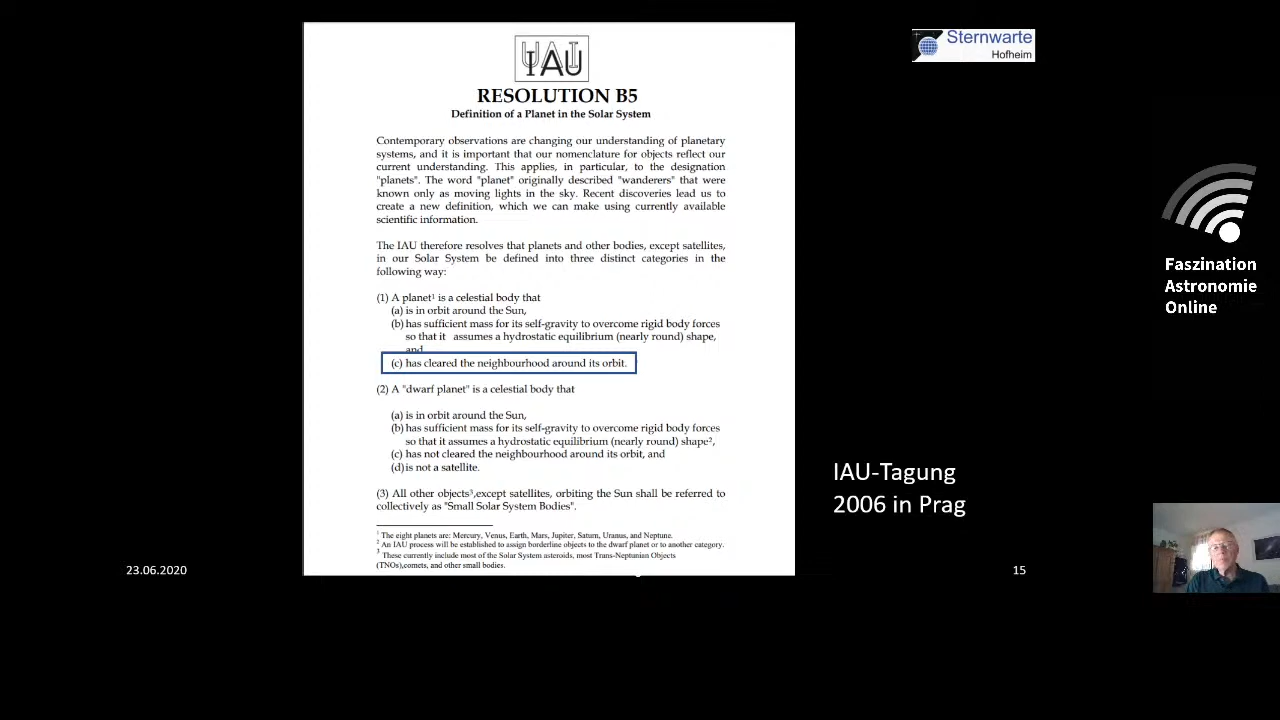 IAU
RESOLUTION B5
Definition of a Planet in the Solar System
Contemporary observations are changing our understanding of planetary
systems, and it is important that our nomenclature for objects reflect our
current understanding. This applies, in particular, to the designation
"planets". The word "planet" originally described "wanderers" that were
known only as moving lights in the sky. Recent discoveries lead us to
create a new definition, which we can make using currently available
scientific information.
The IAU therefore resolves that planets and other bodies, except satellites,
in our Solar System be defined into three distinct categories in the
following way:
(1) A planet¹ is a celestial body that
(a) is in orbit around the Sun,
(b) has sufficient mass for its self-gravity to overcome rigid body forces
so that it assumes a hydrostatic equilibrium (nearly round) shape,
and
(c) has cleared the neighbourhood around its orbit.
(2) A "dwarf planet" is a celestial body that
(a) is in orbit around the Sun,
(b) has sufficient mass for its self-gravity to overcome rigid body forces
so that it assumes a hydrostatic equilibrium (nearly round) shape²,
(c) has not cleared the neighbourhood around its orbit, and
(d) is not a satellite.
(3) All other objects³,except satellites, orbiting the Sun shall be referred to
collectively as "Small Solar System Bodies".
¹ The eight planets are: Mercury, Venus, Earth, Mars, Jupiter, Saturn, Uranus, and Neptune.
² An IAU process will be established to assign borderline objects to the dwarf planet or to another category.
³ These currently include most of the Solar System asteroids, most Trans-Neptunian Objects
(TNOs),comets, and other small bodies.
Sternwarte
Hofheim
Faszination
Astronomie
Online
IAU-Tagung
2006 in Prag
23.06.2020
15